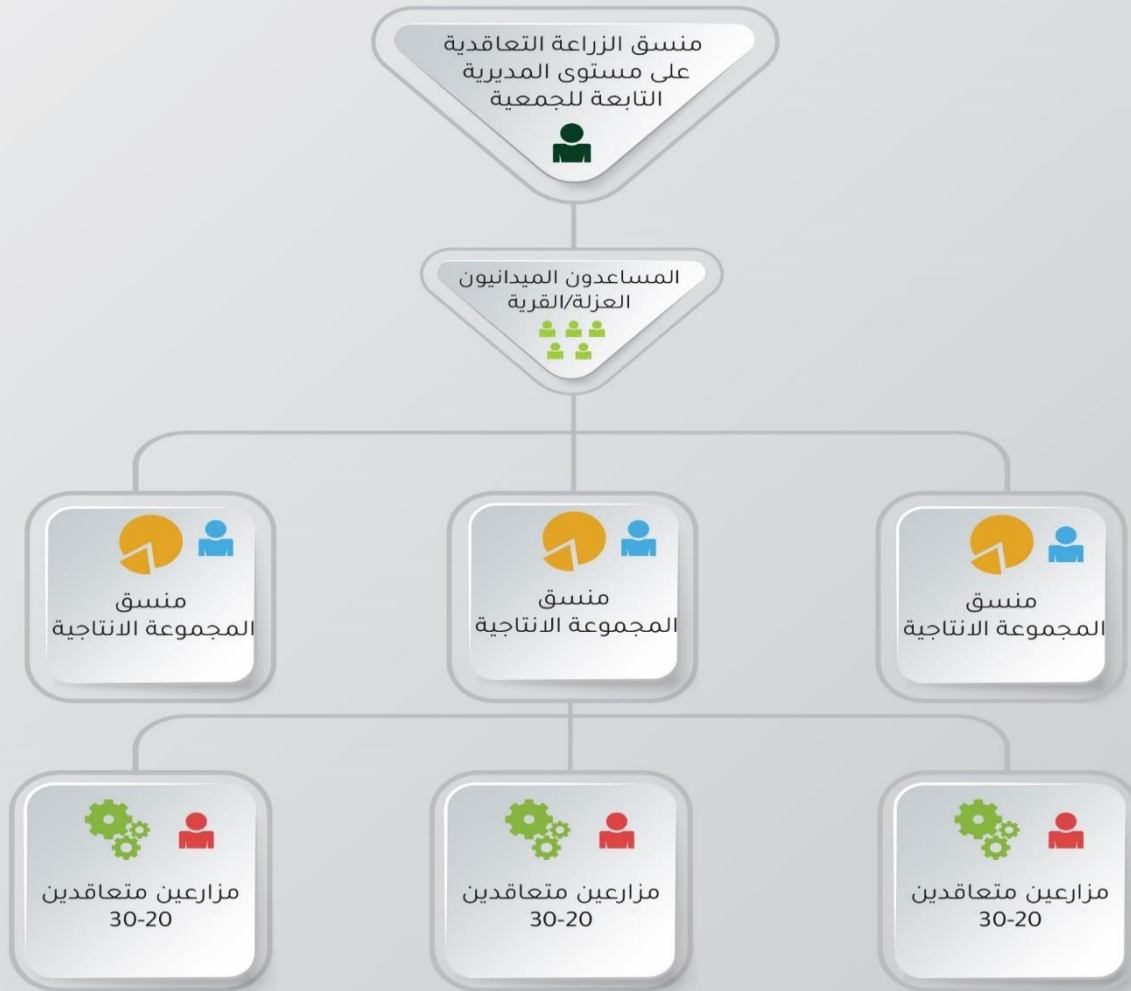 منسق الزراعة التعاقدية
على مستوى المديرية
التابعة للجمعية
المساعدون الميدانيون
العزلة/القرية
منسق
المجموعة الانتاجية
منسق
المجموعة الانتاجية
منسق
المجموعة الانتاجية
مزارعين متعاقدين
30-20
مزارعين متعاقدين
30-20
مزارعين متعاقدين
30-20